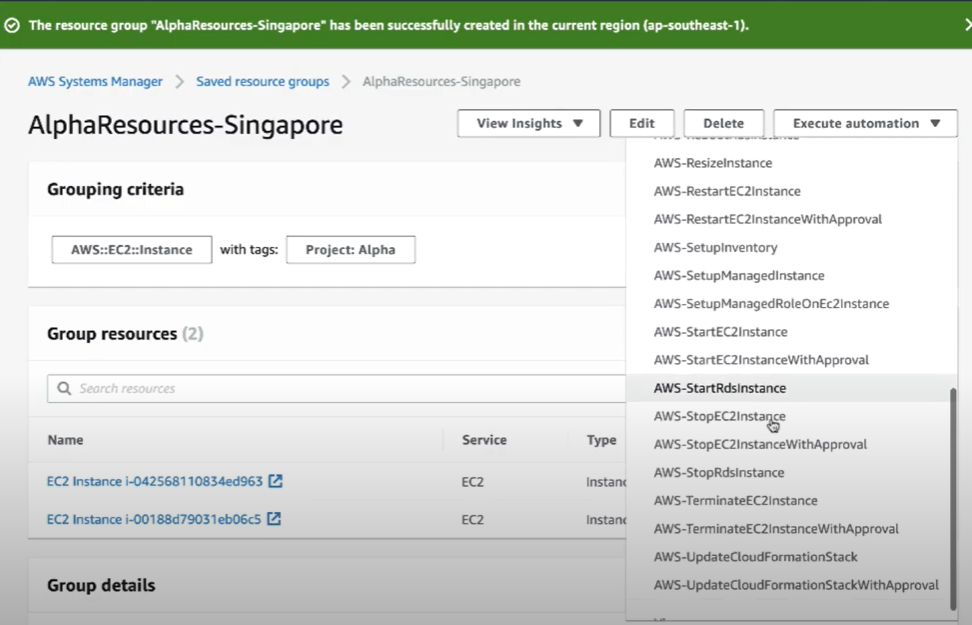 The resource group "AlphaResources-Singapore" has been successfully created in the current region (ap-southeast-1).
AWS Systems Manager > Saved resource groups > AlphaResources-Singapore
AlphaResources-Singapore
View Insights
Edit
Delete
Execute automation
Grouping criteria
AWS::EC2::Instance with tags: Project: Alpha
Group resources (2)
Search resources
Name Service Type
EC2 Instance i-042568110834ed963 EC2 Instanc
EC2 Instance i-00188d79031eb06c5 EC2 Instanc
Group details
AWS-ResizeInstance
AWS-RestartEC2Instance
AWS-RestartEC2InstanceWithApproval
AWS-SetupInventory
AWS-SetupManagedInstance
AWS-SetupManagedRoleOnEc2Instance
AWS-StartEC2Instance
AWS-StartEC2InstanceWithApproval
AWS-StartRdsInstance
AWS-StopEC2Instance
AWS-StopEC2InstanceWithApproval
AWS-StopRdsInstance
AWS-TerminateEC2Instance
AWS-TerminateEC2InstanceWithApproval
AWS-UpdateCloudFormationStack
AWS-UpdateCloudFormationStackWithApproval